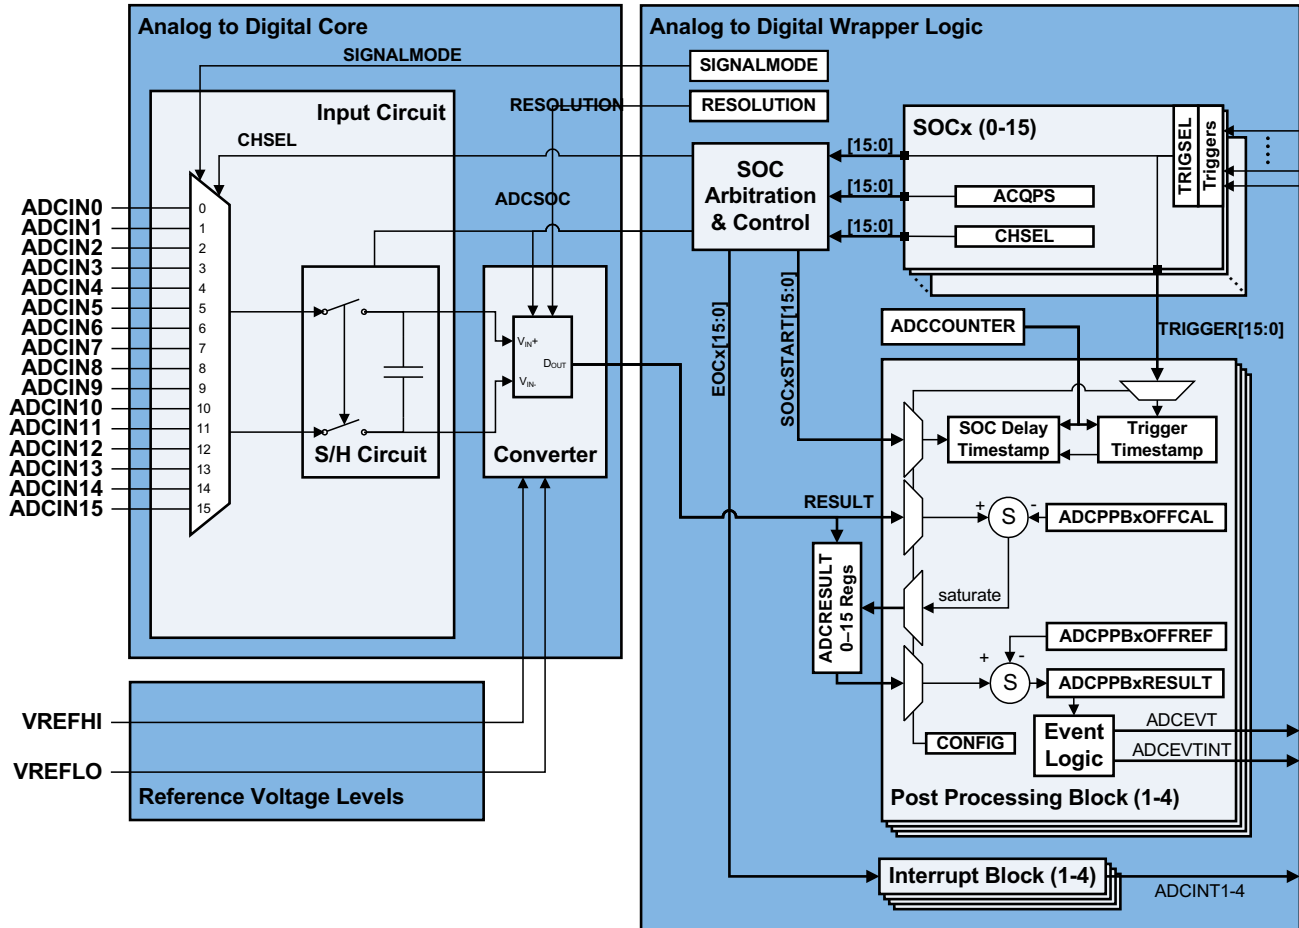 Analog to Digital Core
Analog to Digital Wrapper Logic
SIGNALMODE
SIGNALMODE
RESOLUTION
RESOLUTION
Input Circuit
CHSEL
SOCx (0-15)
TRIGSEL
Triggers
[15:0]
[15:0]
[15:0]
SOC
Arbitration
& Control
ACQPS
CHSEL
ADCSOC
ADCIN0
ADCIN1
ADCIN2
ADCIN3
ADCIN4
ADCIN5
ADCIN6
ADCIN7
ADCIN8
ADCIN9
ADCIN10
ADCIN11
ADCIN12
ADCIN13
ADCIN14
ADCIN15
0
1
2
3
4
5
6
7
8
9
10
11
12
13
14
15
S/H Circuit
VIN+
VIN-
DOUT
Converter
EOCx[15:0]
SOCxSTART[15:0]
ADCCOUNTER
TRIGGER[15:0]
SOC Delay
Timestamp
Trigger
Timestamp
RESULT
+
S
-
ADCPPBxOFFCAL
ADCRESULT
0–15 Regs
saturate
ADCPPBxOFFREF
+
-
S
ADCPPBxRESULT
CONFIG
Event
Logic
ADCEVT
ADCEVTINT
Post Processing Block (1-4)
Interrupt Block (1-4)
ADCINT1-4
VREFHI
VREFLO
Reference Voltage Levels